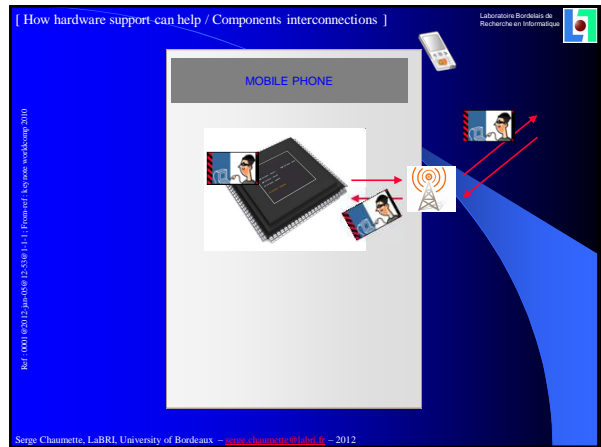 [ How hardware support can help / Components interconnections ]
Laboratoire Bordelais de
Recherche en Informatique
MOBILE PHONE
Ref : 0001@2012-jan-05@12-53@1-1-1 ; From-ref : keynote worldcomp 2010
Serge Chaumette, LaBRI, University of Bordeaux – serge.chaumette@labri.fr – 2012